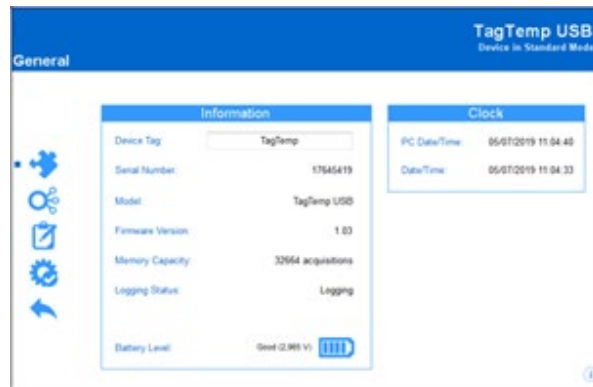 TagTemp USB
Device in Standard Mode
General
Information
Device Tag: TagTemp
Serial Number: 17645419
Model: TagTemp USB
Firmware Version: 1.03
Memory Capacity: 32664 acquisitions
Logging Status: Logging
Battery Level: Good (2,965 V)
Clock
PC Date/Time: 05/07/2019 11:04:40
Date/Time: 05/07/2019 11:04:33